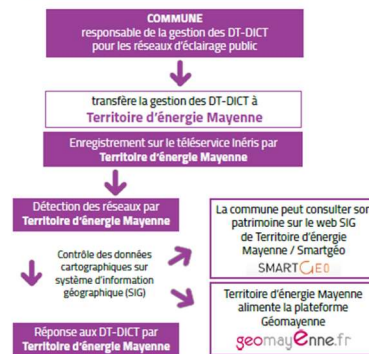 COMMUNE
responsable de la gestion des DT-DICT
pour les réseaux d'éclairage public
transfère la gestion des DT-DICT à
Territoire d'énergie Mayenne
Enregistrement sur le téléservice Inéris par
Territoire d'énergie Mayenne
Détection des réseaux par
Territoire d'énergie Mayenne
La commune peut consulter son
patrimoine sur le web SIG
de Territoire d'énergie
Mayenne / Smartgéo
SMARTGEO
Contrôle des données
cartographiques sur
système d'information
géographique (SIG)
Territoire d'énergie Mayenne
alimente la plateforme
Géomayenne
geomayenne.fr
Réponse aux DT-DICT par
Territoire d'énergie Mayenne